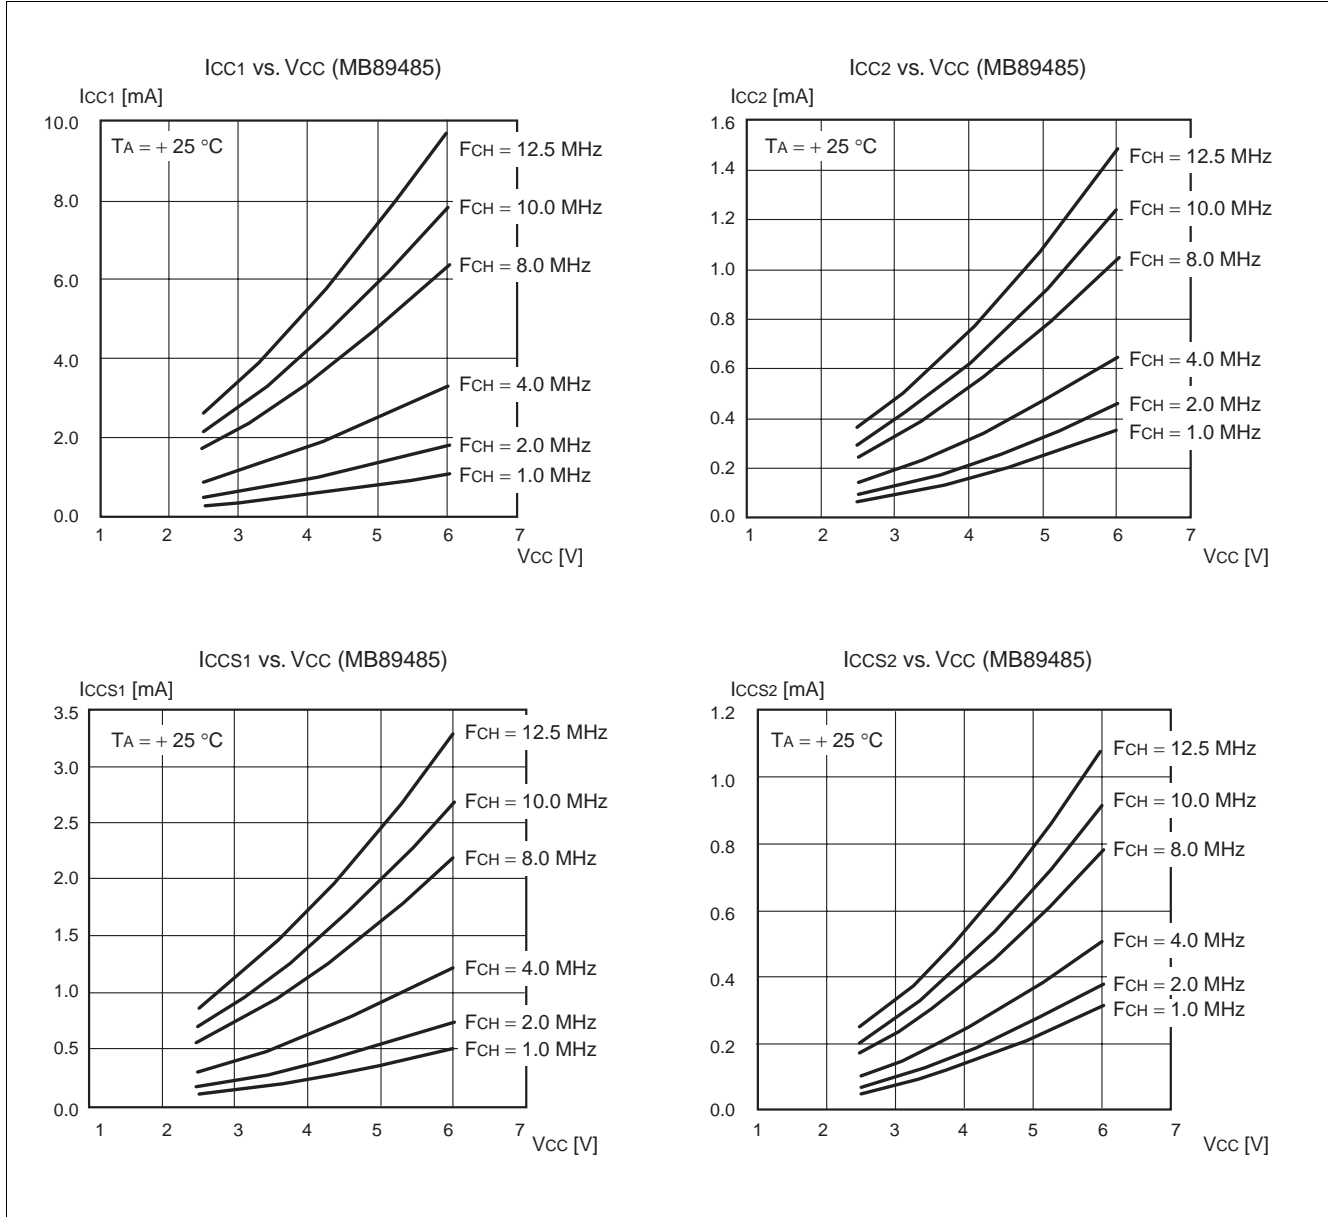 ICC1 vs. VCC (MB89485)
ICC1 [mA]
10.0
8.0
6.0
4.0
2.0
0.0
TA = + 25 °C
FCH = 12.5 MHz
FCH = 10.0 MHz
FCH = 8.0 MHz
FCH = 4.0 MHz
FCH = 2.0 MHz
FCH = 1.0 MHz
1 2 3 4 5 6 7
VCC [V]
ICC2 vs. VCC (MB89485)
ICC2 [mA]
1.6
1.4
1.2
1.0
0.8
0.6
0.4
0.2
0.0
TA = + 25 °C
FCH = 12.5 MHz
FCH = 10.0 MHz
FCH = 8.0 MHz
FCH = 4.0 MHz
FCH = 2.0 MHz
FCH = 1.0 MHz
1 2 3 4 5 6 7
VCC [V]
ICCS1 vs. VCC (MB89485)
ICCS1 [mA]
3.5
3.0
2.5
2.0
1.5
1.0
0.5
0.0
TA = + 25 °C
FCH = 12.5 MHz
FCH = 10.0 MHz
FCH = 8.0 MHz
FCH = 4.0 MHz
FCH = 2.0 MHz
FCH = 1.0 MHz
1 2 3 4 5 6 7
VCC [V]
ICCS2 vs. VCC (MB89485)
ICCS2 [mA]
1.2
1.0
0.8
0.6
0.4
0.2
0.0
TA = + 25 °C
FCH = 12.5 MHz
FCH = 10.0 MHz
FCH = 8.0 MHz
FCH = 4.0 MHz
FCH = 2.0 MHz
FCH = 1.0 MHz
1 2 3 4 5 6 7
VCC [V]